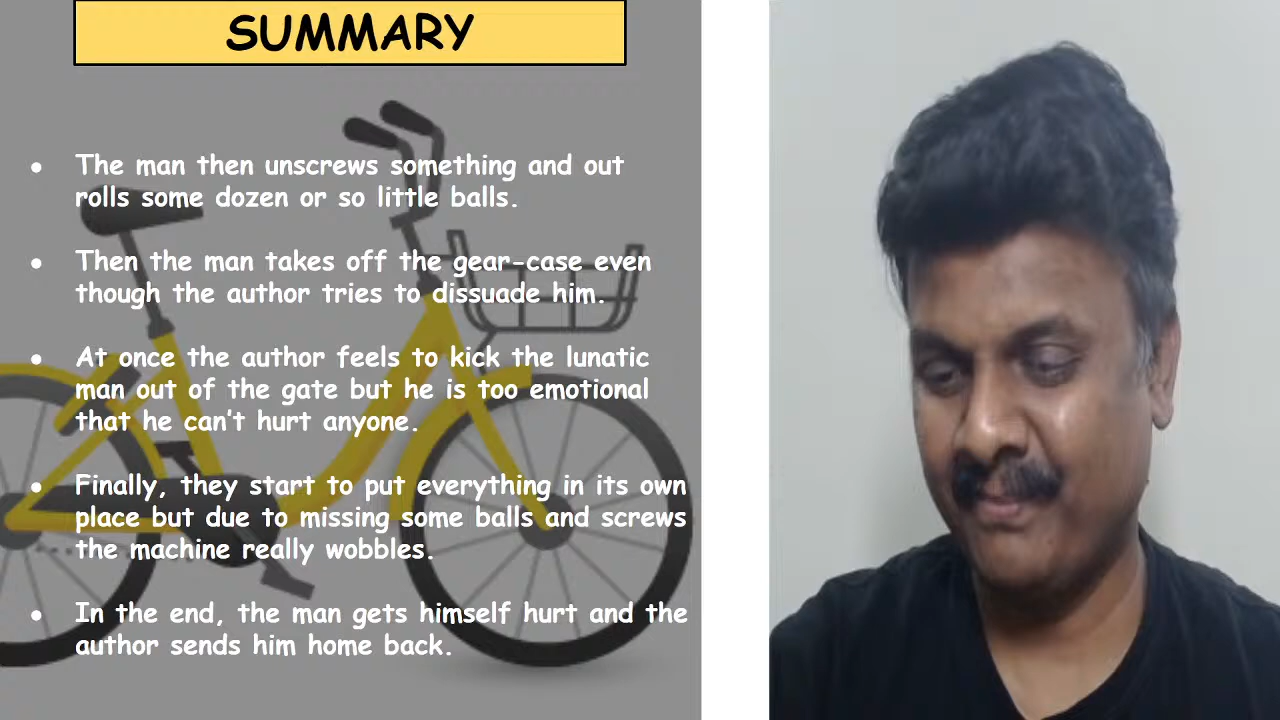 SUMMARY
● The man then unscrews something and out
rolls some dozen or so little balls.
● Then the man takes off the gear-case even
though the author tries to dissuade him.
● At once the author feels to kick the lunatic
man out of the gate but he is too emotional
that he can't hurt anyone.
● Finally, they start to put everything in its own
place but due to missing some balls and screws
the machine really wobbles.
● In the end, the man gets himself hurt and the
author sends him home back.